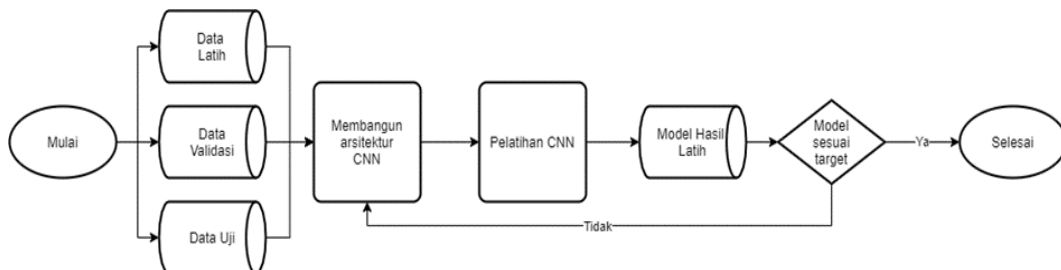 Mulai
Data
Latih
Data
Validasi
Data Uji
Membangun
arsitektur
CNN
Pelatihan CNN
Model Hasil
Latih
Model
sesuai
target
Ya
Selesai
Tidak